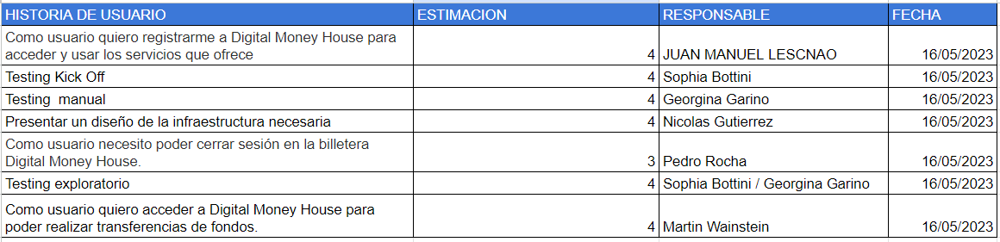 HISTORIA DE USUARIO ESTIMACION RESPONSABLE FECHA
Como usuario quiero registrarme a Digital Money House para
acceder y usar los servicios que ofrece 4 JUAN MANUEL LESCNAO 16/05/2023
Testing Kick Off 4 Sophia Bottini 16/05/2023
Testing manual 4 Georgina Garino 16/05/2023
Presentar un diseño de la infraestructura necesaria 4 Nicolas Gutierrez 16/05/2023
Como usuario necesito poder cerrar sesión en la billetera
Digital Money House. 3 Pedro Rocha 16/05/2023
Testing exploratorio 4 Sophia Bottini / Georgina Garino 16/05/2023
Como usuario quiero acceder a Digital Money House para
poder realizar transferencias de fondos. 4 Martin Wainstein 16/05/2023